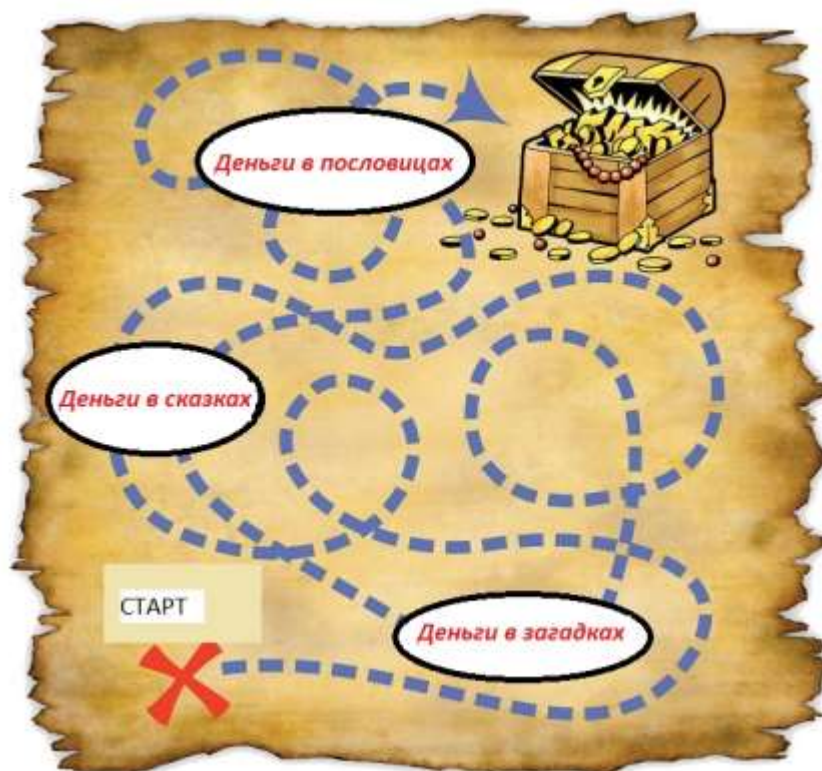 Деньги в пословицах
Деньги в сказках
СТАРТ
Деньги в загадках